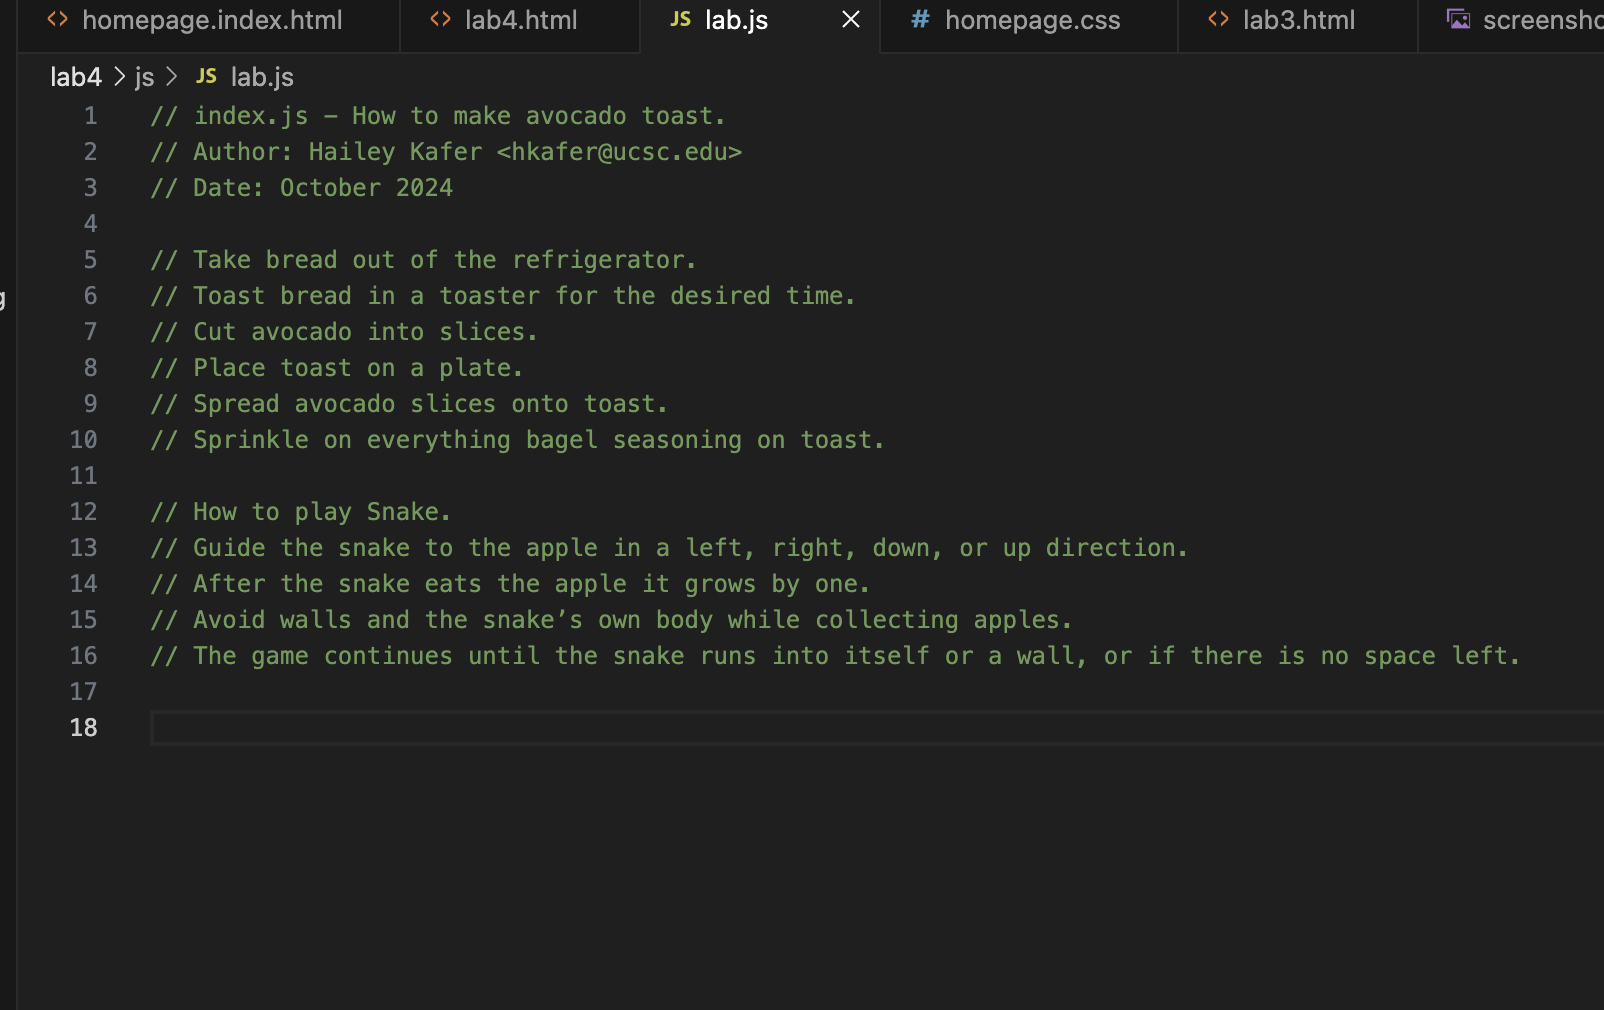 homepage.index.html lab4.html JS lab.js # homepage.css lab3.html screensho
lab4 > js > JS lab.js
1 // index.js – How to make avocado toast.
2 // Author: Hailey Kafer <hkafer@ucsc.edu>
3 // Date: October 2024
4
5 // Take bread out of the refrigerator.
6 // Toast bread in a toaster for the desired time.
7 // Cut avocado into slices.
8 // Place toast on a plate.
9 // Spread avocado slices onto toast.
10 // Sprinkle on everything bagel seasoning on toast.
11
12 // How to play Snake.
13 // Guide the snake to the apple in a left, right, down, or up direction.
14 // After the snake eats the apple it grows by one.
15 // Avoid walls and the snake’s own body while collecting apples.
16 // The game continues until the snake runs into itself or a wall, or if there is no space left.
17
18